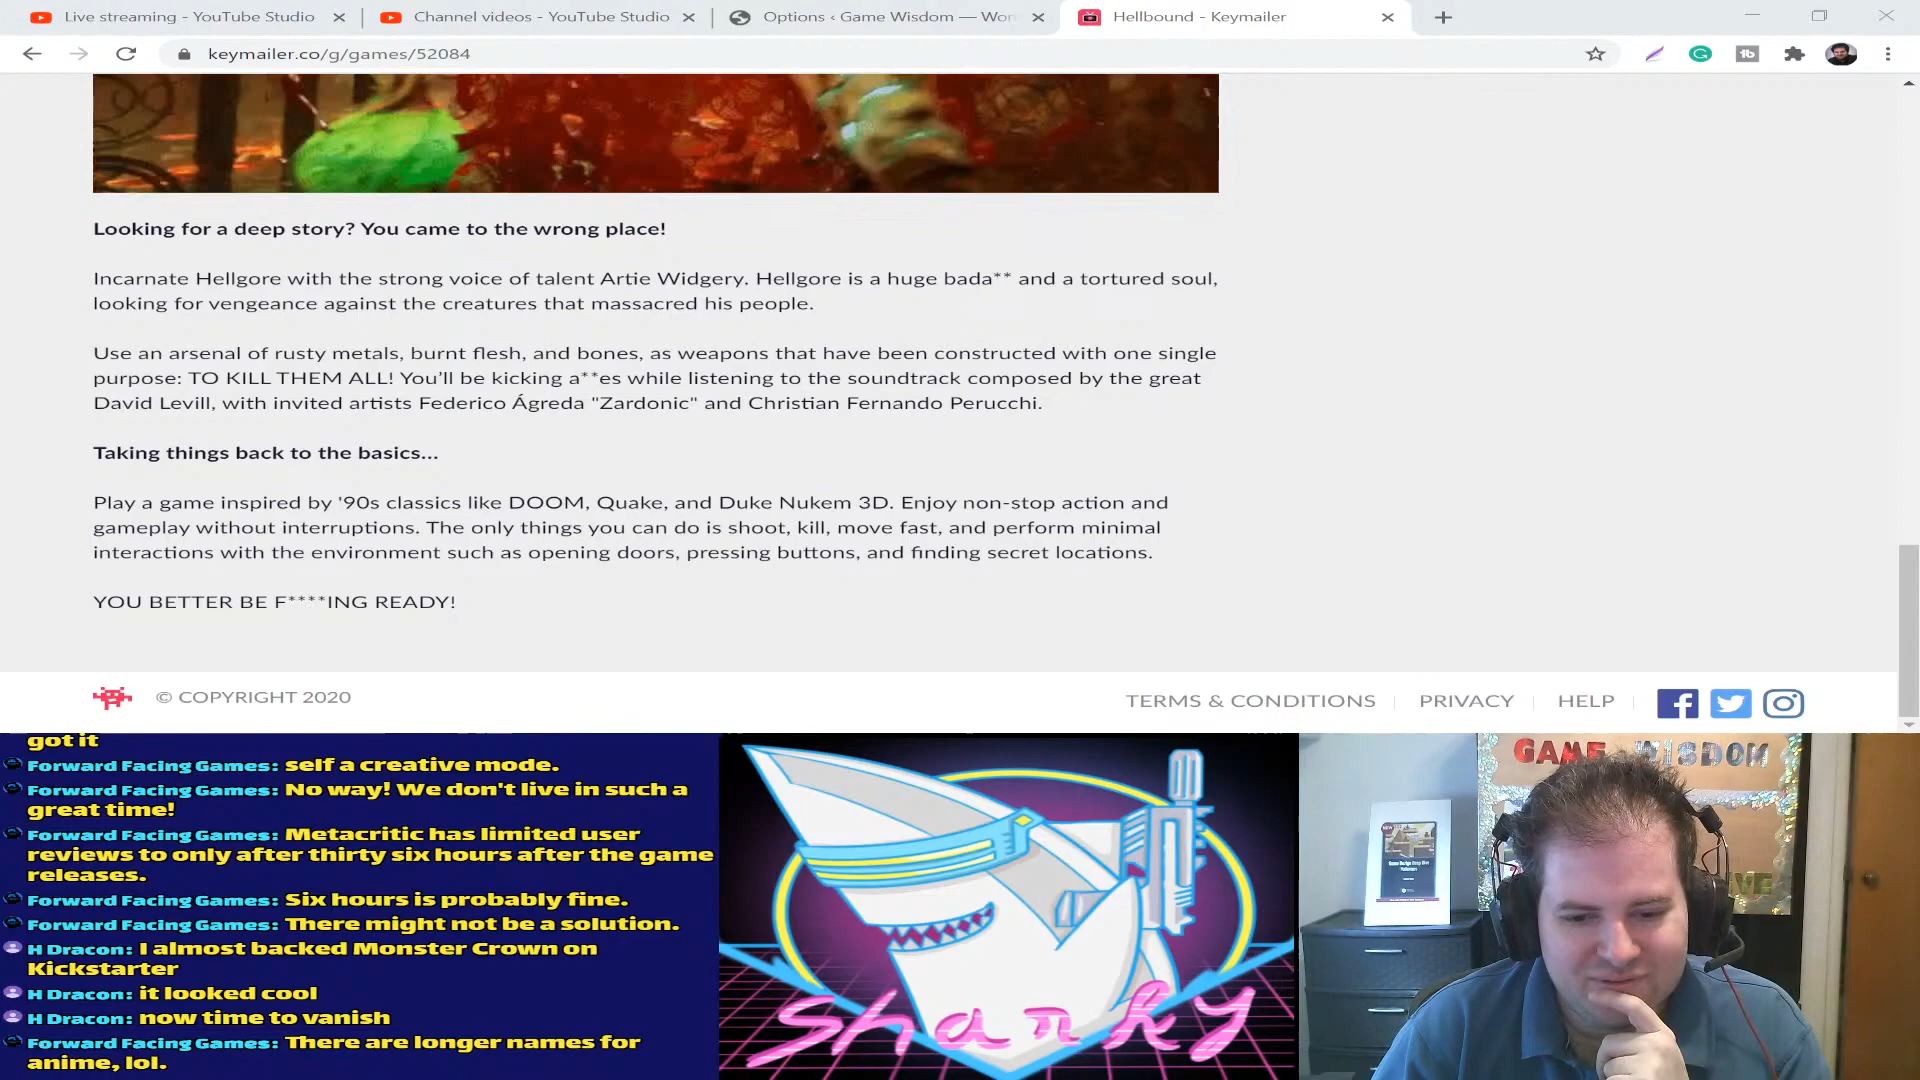 Live streaming - YouTube Studio
Channel videos - YouTube Studio
Options ‹ Game Wisdom — Wor
Hellbound - Keymailer
keymailer.co/g/games/52084
Looking for a deep story? You came to the wrong place!
Incarnate Hellgore with the strong voice of talent Artie Widgery. Hellgore is a huge bada** and a tortured soul,
looking for vengeance against the creatures that massacred his people.
Use an arsenal of rusty metals, burnt flesh, and bones, as weapons that have been constructed with one single
purpose: TO KILL THEM ALL! You’ll be kicking a**es while listening to the soundtrack composed by the great
David Levill, with invited artists Federico Ágreda "Zardonic" and Christian Fernando Perucchi.
Taking things back to the basics...
Play a game inspired by '90s classics like DOOM, Quake, and Duke Nukem 3D. Enjoy non-stop action and
gameplay without interruptions. The only things you can do is shoot, kill, move fast, and perform minimal
interactions with the environment such as opening doors, pressing buttons, and finding secret locations.
YOU BETTER BE F****ING READY!
© COPYRIGHT 2020
TERMS & CONDITIONS
PRIVACY
HELP
got it
Forward Facing Games: self a creative mode.
Forward Facing Games: No way! We don't live in such a
great time!
Forward Facing Games: Metacritic has limited user
reviews to only after thirty six hours after the game
releases.
Forward Facing Games: Six hours is probably fine.
Forward Facing Games: There might not be a solution.
H Dracon: I almost backed Monster Crown on
Kickstarter
H Dracon: it looked cool
H Dracon: now time to vanish
Forward Facing Games: There are longer names for
anime, lol.
Sharky
GAME WISDOM